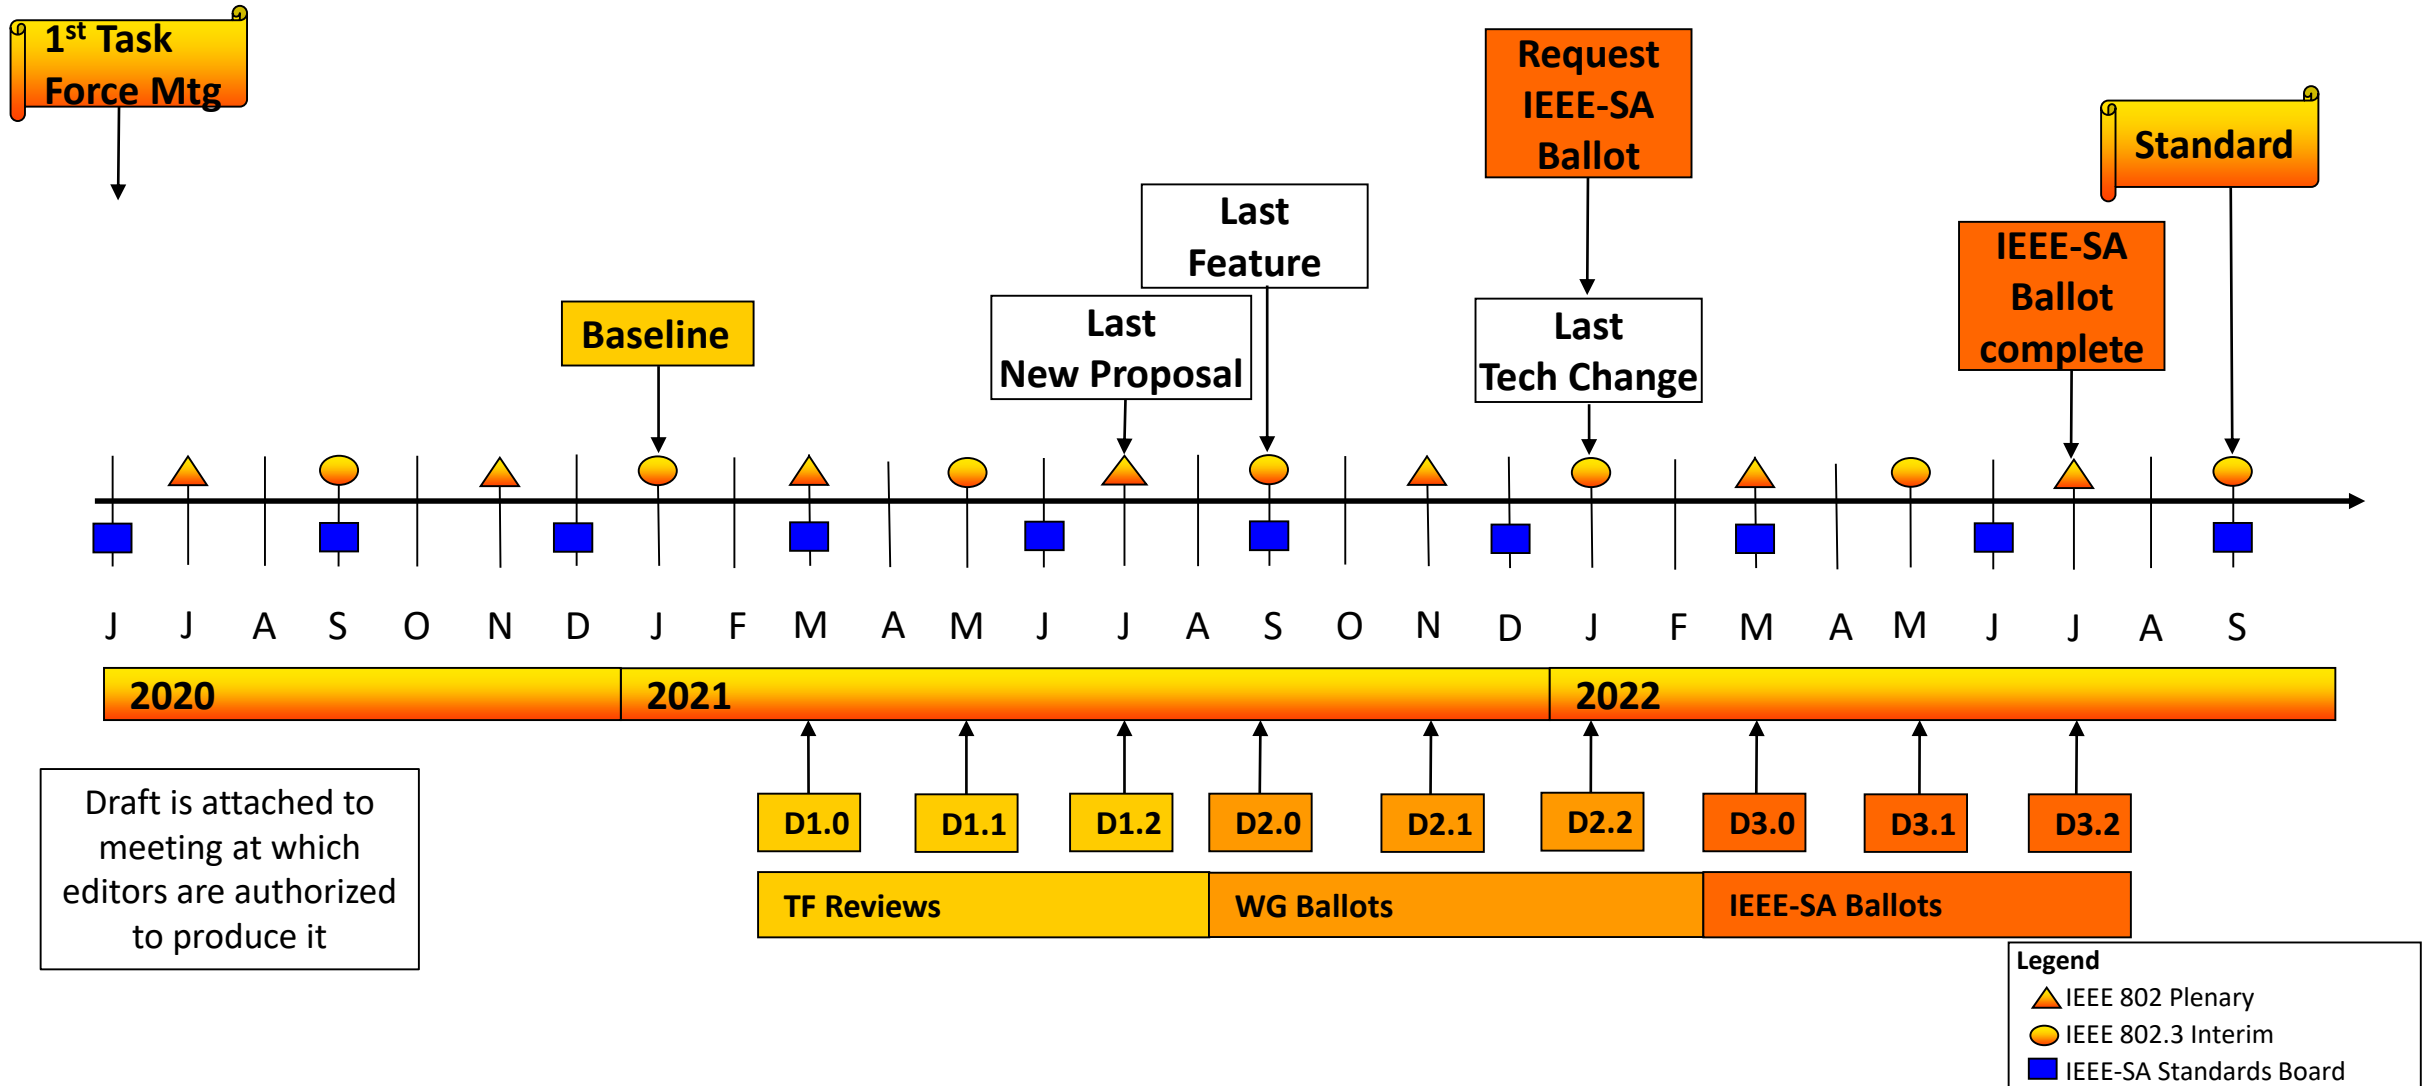 1st Task
Force Mtg
Request
IEEE-SA
Ballot
Standard
Last
Feature
IEEE-SA
Ballot
complete
Baseline
Last
New Proposal
Last
Tech Change
J J A S O N D J F M A M J J A S O N D J F M A M J J A S
2020 2021 2022
Draft is attached to
meeting at which
editors are authorized
to produce it
D1.0 D1.1 D1.2 D2.0 D2.1 D2.2 D3.0 D3.1 D3.2
TF Reviews WG Ballots IEEE-SA Ballots
Legend
IEEE 802 Plenary
IEEE 802.3 Interim
IEEE-SA Standards Board